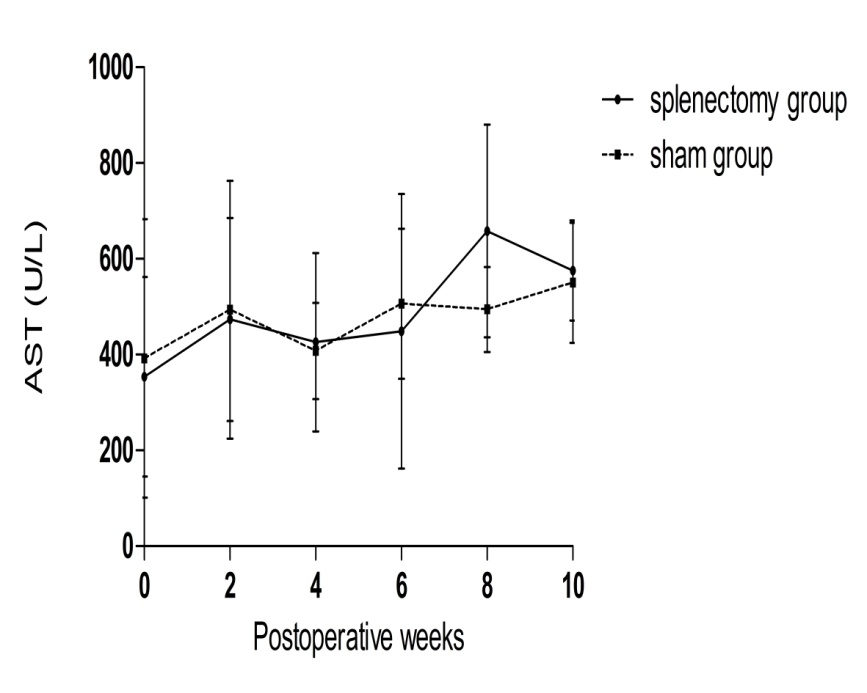 1000
800
600
400
200
0
AST (U/L)
0 2 4 6 8 10
Postoperative weeks
splenectomy group
sham group